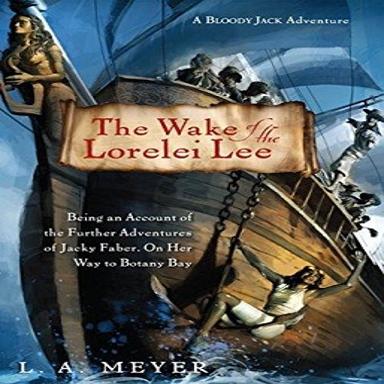 A Bloody Jack Adventure
The Wake of the
Lorelei Lee
Being an Account of
the Further Adventures
of Jacky Faber, On Her
Way to Botany Bay
L. A. MEYER